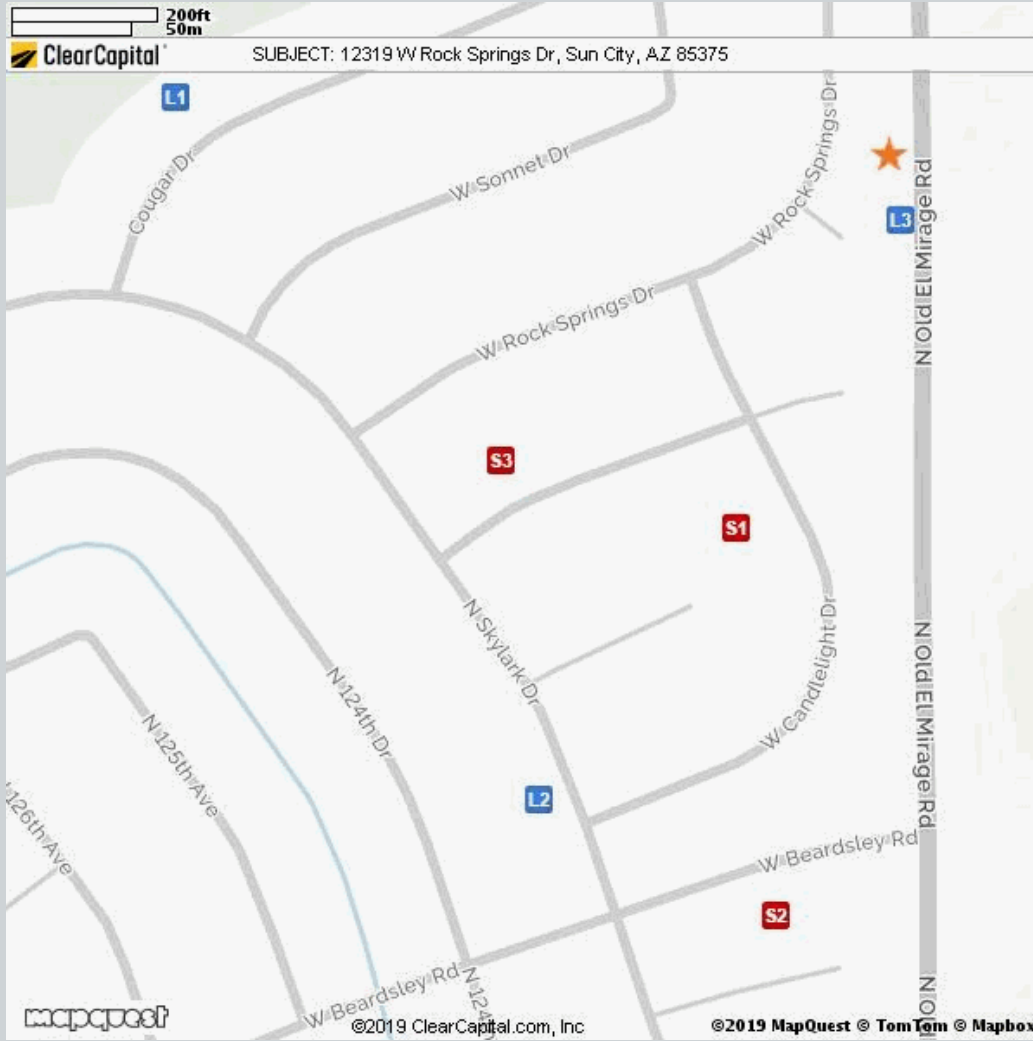 200ft
50m
ClearCapital
SUBJECT: 12319 W Rock Springs Dr, Sun City, AZ 85375
L1
Cougar Dr
W Sonnet Dr
W Rock Springs Dr
L3
N Old El Mirage Rd
W Rock Springs Dr
S3
S1
N Skylark Dr
W Candlelight Dr
N Old El Mirage Rd
N 124th Dr
N 125th Ave
126th Ave
L2
W Beardsley Rd
S2
W Beardsley Rd
N 124
N Ol
mapquest
©2019 ClearCapital.com, Inc
©2019 MapQuest © TomTom © Mapbox